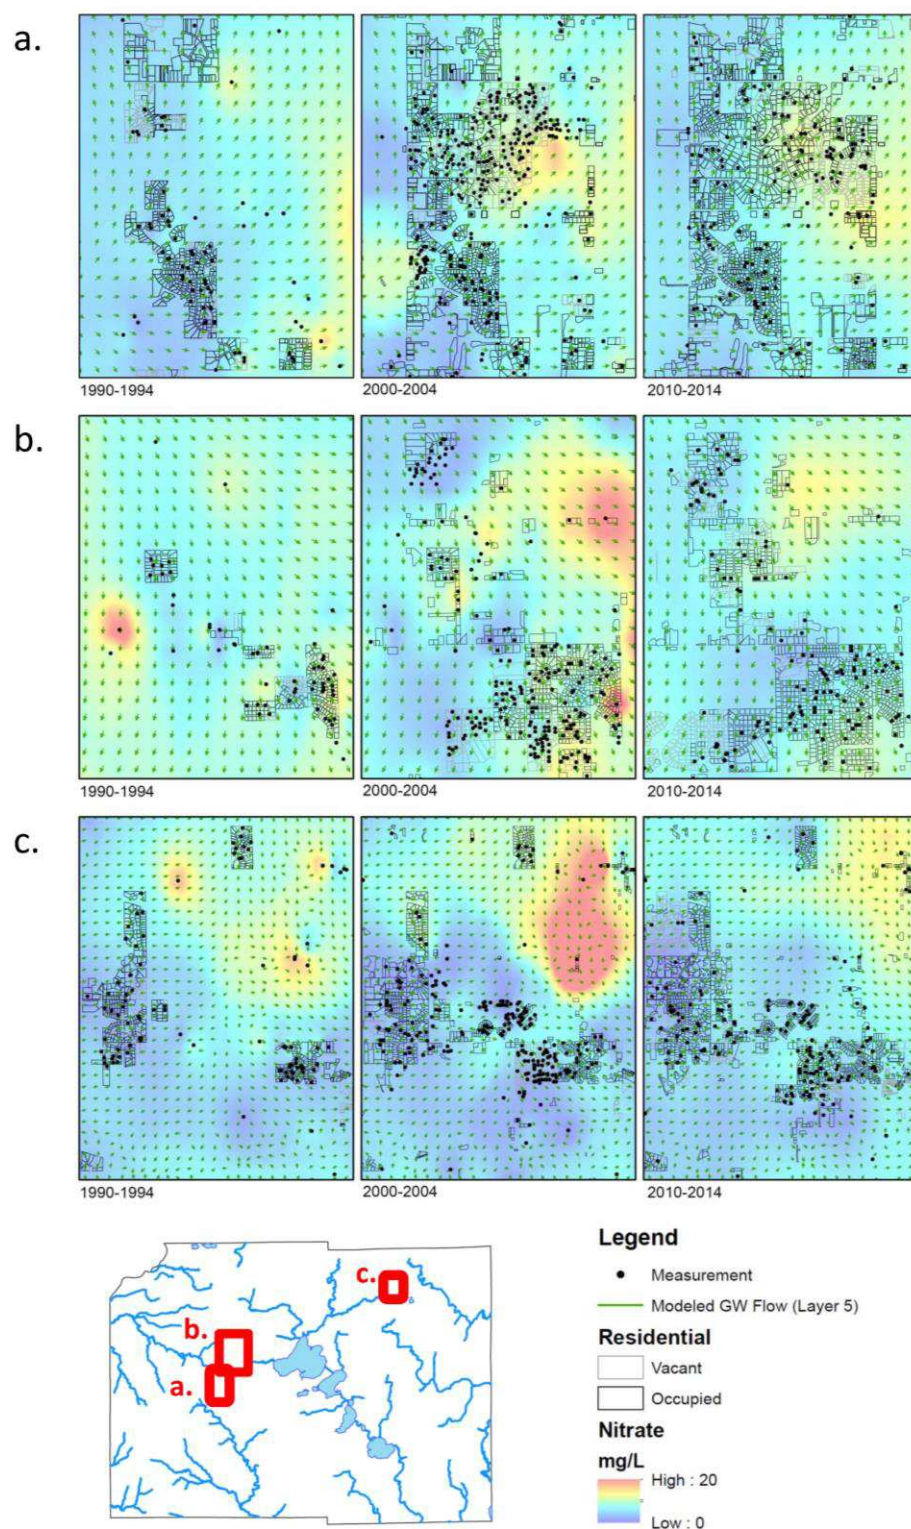 a.
1990-1994
2000-2004
2010-2014
b.
1990-1994
2000-2004
2010-2014
c.
1990-1994
2000-2004
2010-2014
c.
b.
a.
Legend
Measurement
Modeled GW Flow (Layer 5)
Residential
Vacant
Occupied
Nitrate
mg/L
High : 20
Low : 0